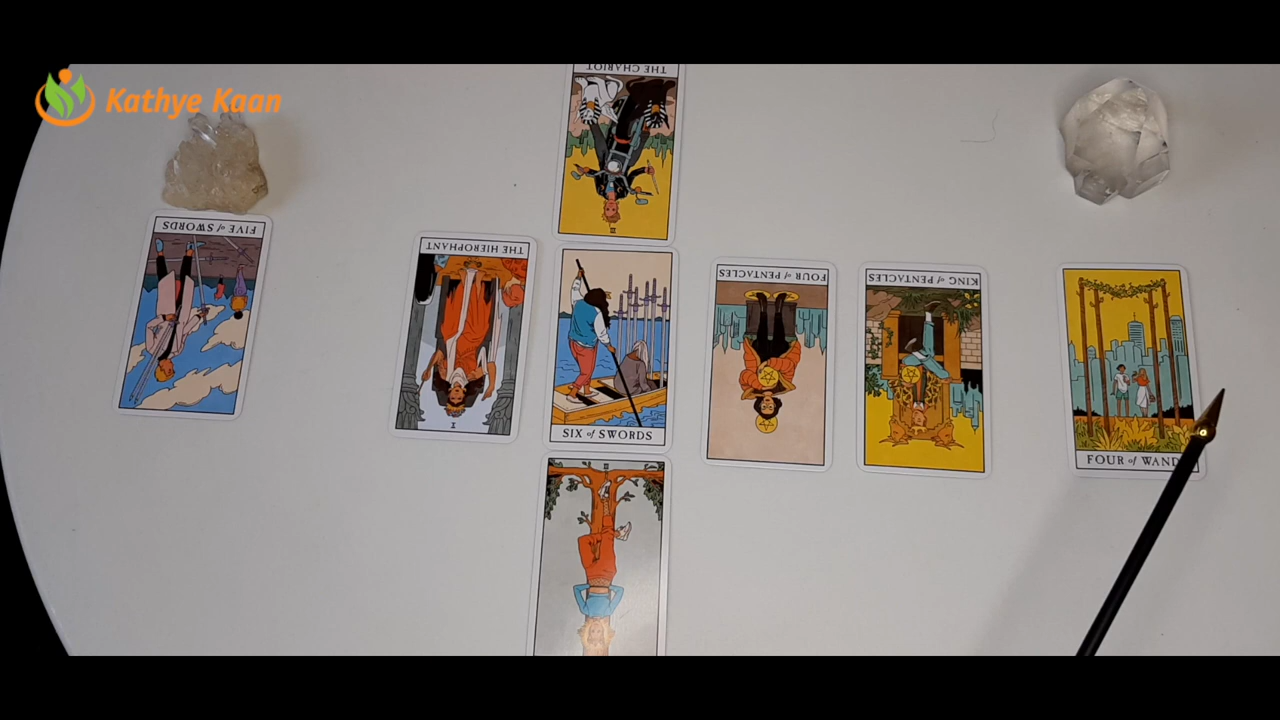 Kathye Kaan
THE CHARIOT
FIVE of SWORDS
THE HIEROPHANT
SIX of SWORDS
FOUR of PENTACLES
KING of PENTACLES
FOUR of WAND